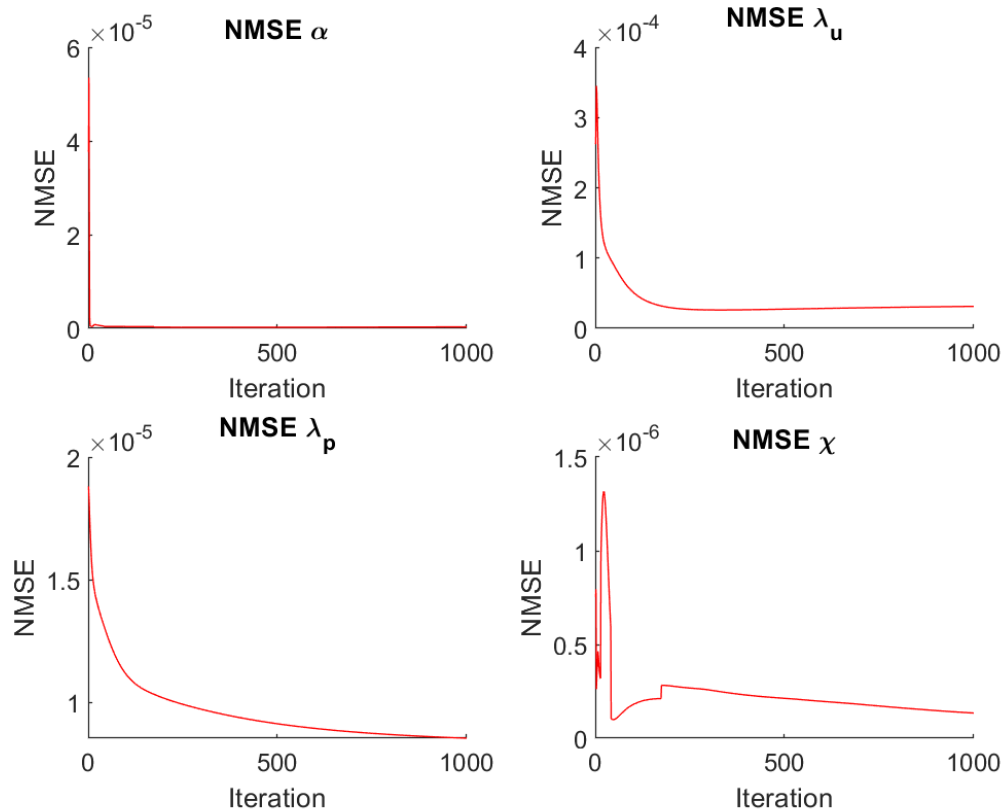 NMSE α
×10⁻⁵
6
4
2
0
NMSE
0
500
1000
Iteration
NMSE λᵤ
×10⁻⁴
4
3
2
1
0
NMSE
0
500
1000
Iteration
NMSE λₚ
×10⁻⁵
2
1.5
1
NMSE
0
500
1000
Iteration
NMSE χ
×10⁻⁶
1.5
1
0.5
0
NMSE
0
500
1000
Iteration